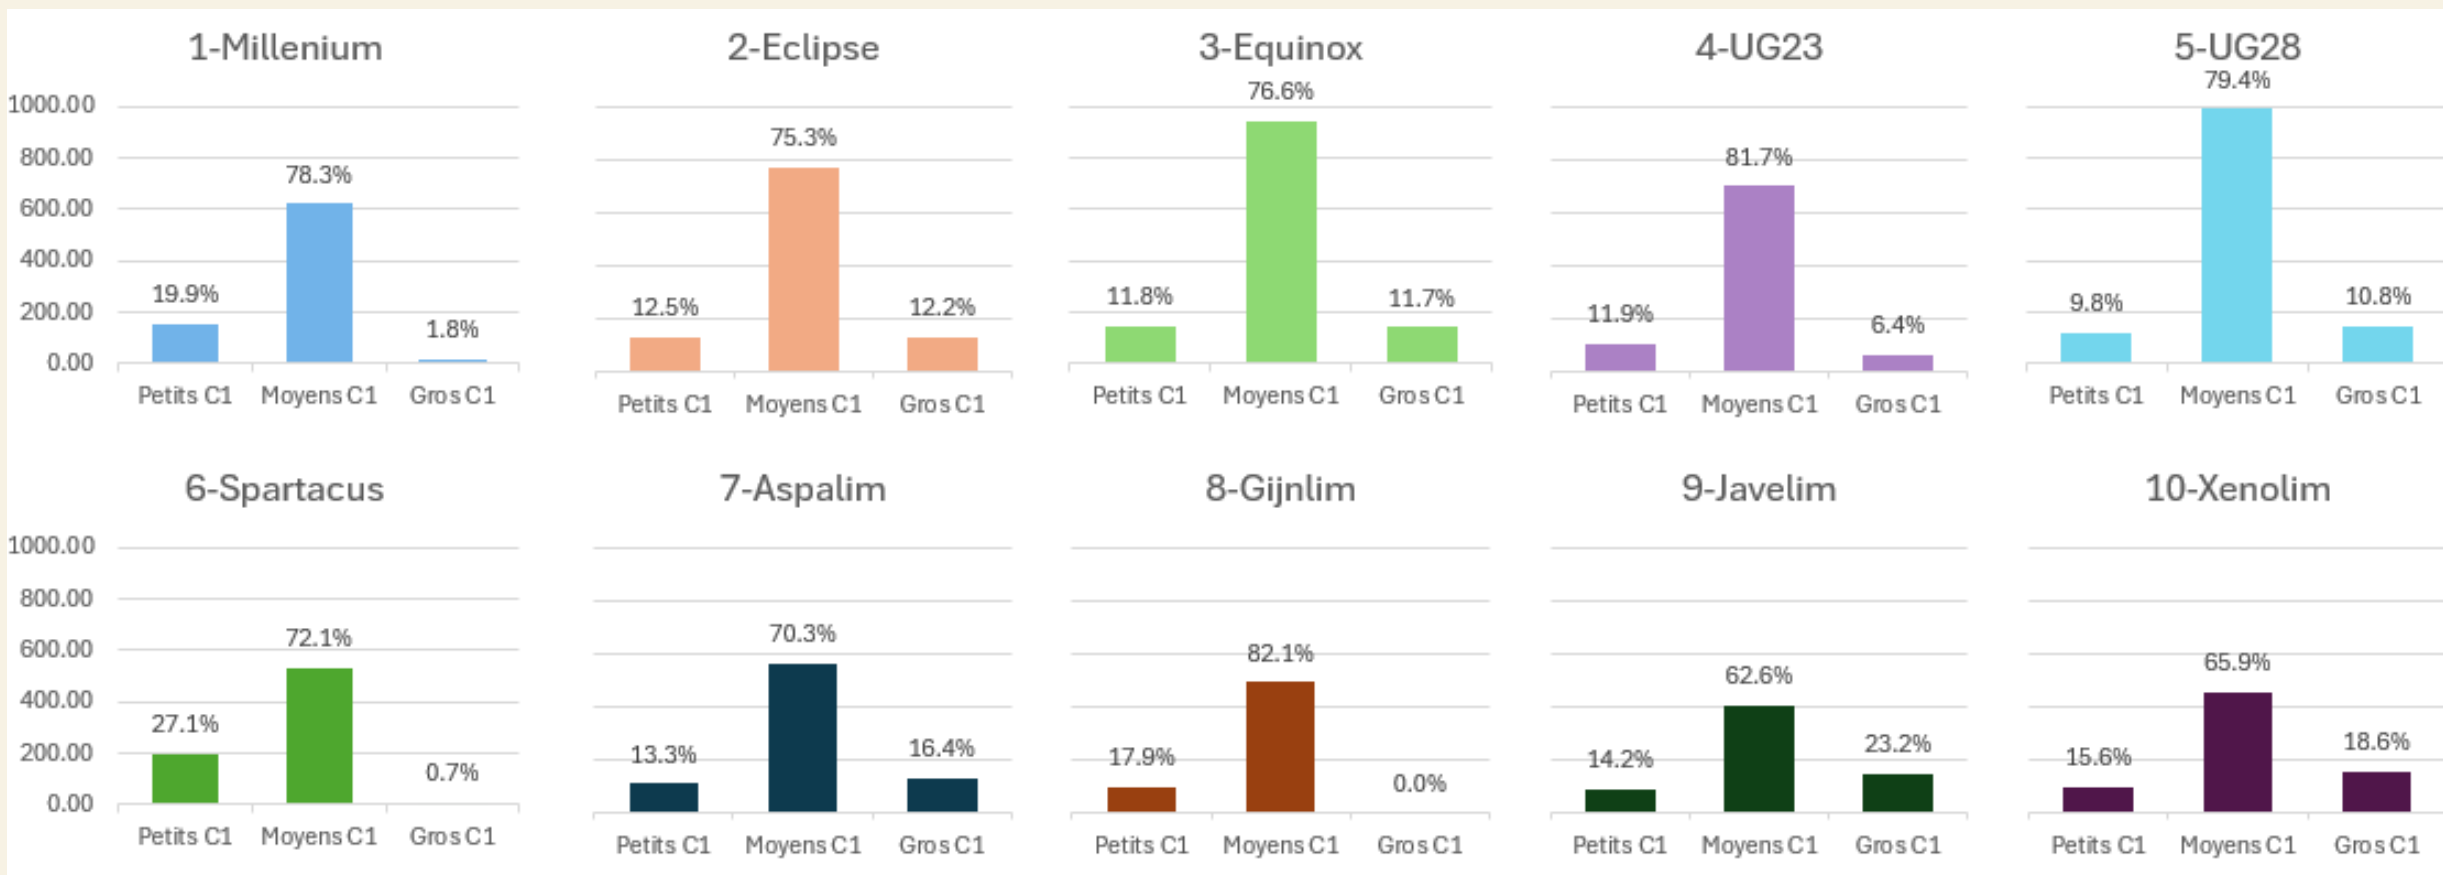 1-Millenium
1000.00
800.00
600.00
400.00
200.00
0.00
19.9%
78.3%
1.8%
Petits C1 Moyens C1 Gros C1
2-Eclipse
12.5%
75.3%
12.2%
Petits C1 Moyens C1 Gros C1
3-Equinox
11.8%
76.6%
11.7%
Petits C1 Moyens C1 Gros C1
4-UG23
11.9%
81.7%
6.4%
Petits C1 Moyens C1 Gros C1
5-UG28
9.8%
79.4%
10.8%
Petits C1 Moyens C1 Gros C1
6-Spartacus
1000.00
800.00
600.00
400.00
200.00
0.00
27.1%
72.1%
0.7%
Petits C1 Moyens C1 Gros C1
7-Aspalim
13.3%
70.3%
16.4%
Petits C1 Moyens C1 Gros C1
8-Gijnlim
17.9%
82.1%
0.0%
Petits C1 Moyens C1 Gros C1
9-Javelim
14.2%
62.6%
23.2%
Petits C1 Moyens C1 Gros C1
10-Xenolim
15.6%
65.9%
18.6%
Petits C1 Moyens C1 Gros C1